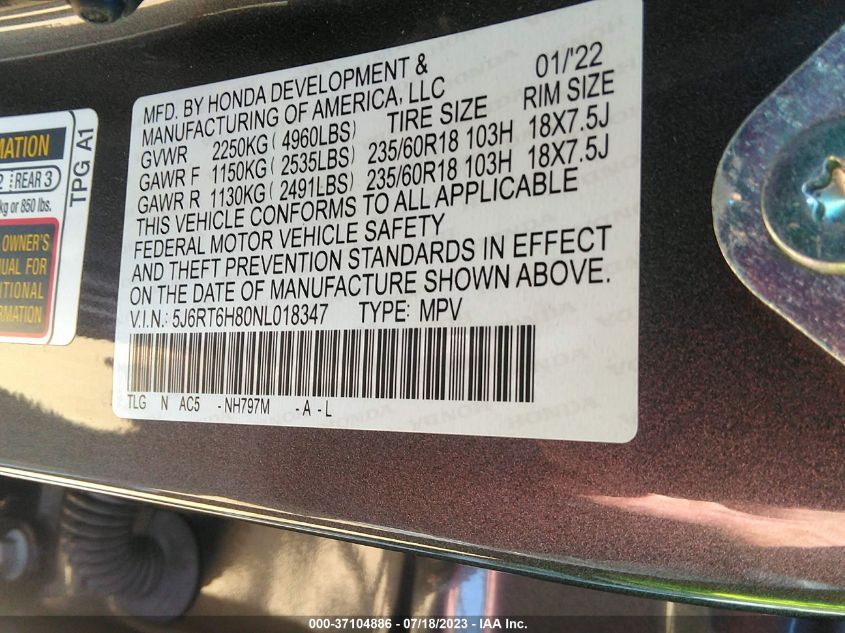 MATION
2 REAR 3
kg or 850 lbs.
OWNER'S
UAL FOR
ITIONAL
RMATION
TPG A1
MFD. BY HONDA DEVELOPMENT & 01/'22
MANUFACTURING OF AMERICA, LLC
TIRE SIZE RIM SIZE
GVWR 2250KG ( 4960LBS)
GAWR F 1150KG ( 2535LBS) 235/60R18 103H 18X7.5J
GAWR R 1130KG ( 2491LBS) 235/60R18 103H 18X7.5J
THIS VEHICLE CONFORMS TO ALL APPLICABLE
FEDERAL MOTOR VEHICLE SAFETY
AND THEFT PREVENTION STANDARDS IN EFFECT
ON THE DATE OF MANUFACTURE SHOWN ABOVE.
V.I.N.: 5J6RT6H80NL018347 TYPE: MPV
TLG N AC5 - NH797M - A - L
000-37104886 - 07/18/2023 - IAA Inc.